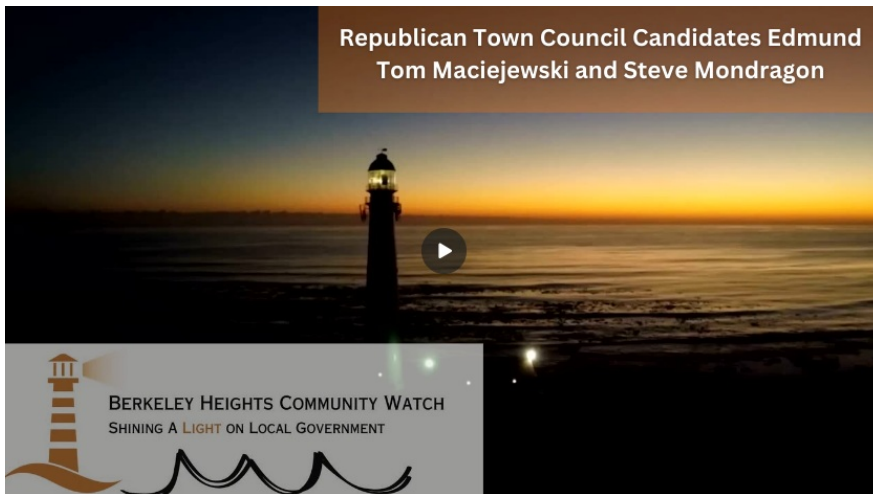 Republican Town Council Candidates Edmund
Tom Maciejewski and Steve Mondragon
BERKELEY HEIGHTS COMMUNITY WATCH
SHINING A LIGHT ON LOCAL GOVERNMENT